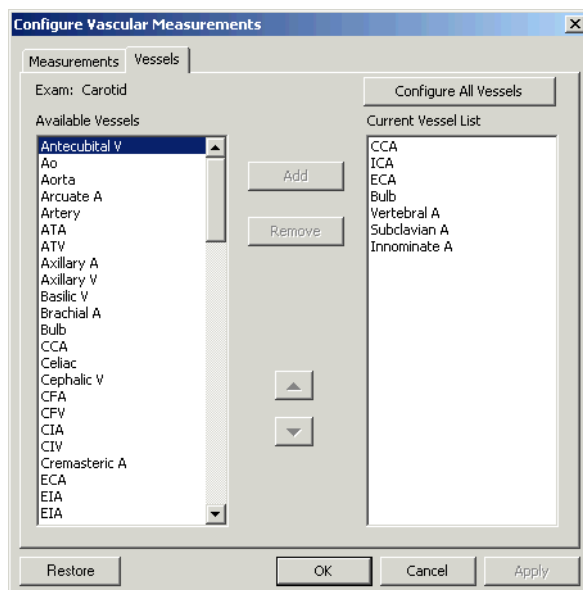 Configure Vascular Measurements
Measurements
Vessels
Exam: Carotid
Configure All Vessels
Available Vessels
Antecubital V
Ao
Aorta
Arcuate A
Artery
ATA
ATV
Axillary A
Axillary V
Basilic V
Brachial A
Bulb
CCA
Celiac
Cephalic V
CFA
CFV
CIA
CIV
Cremasteric A
ECA
EIA
EIA
Add
Remove
Current Vessel List
CCA
ICA
ECA
Bulb
Vertebral A
Subclavian A
Innominate A
Restore
OK
Cancel
Apply